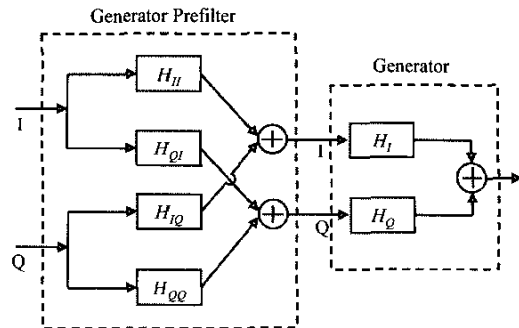 Generator Prefilter
Generator
H_II
I
H_QI
I
H_I
H_IQ
Q
H_Q
Q
H_QQ